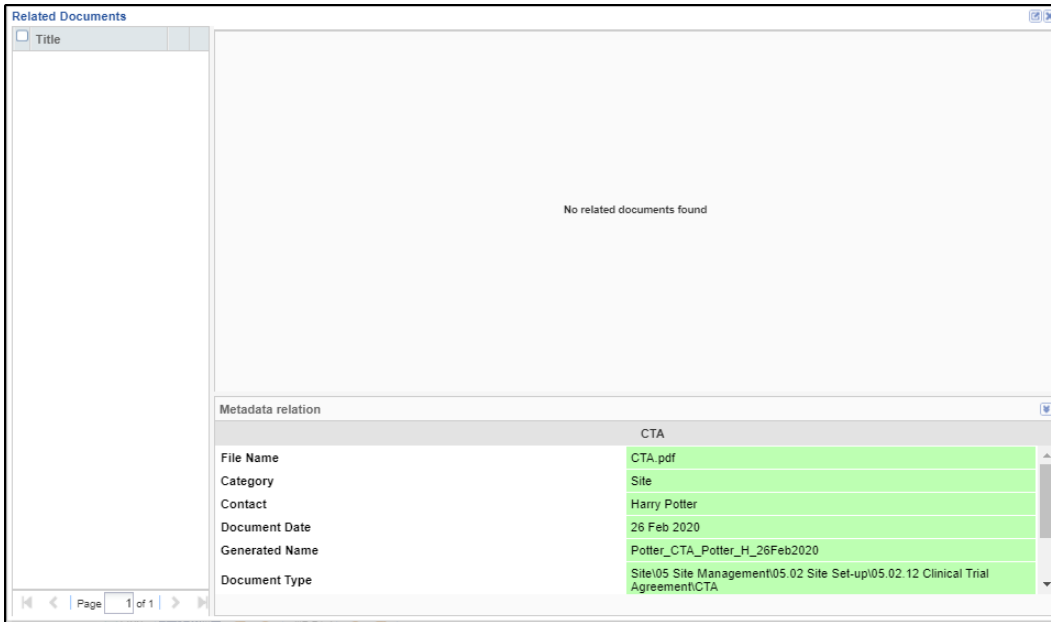 Related Documents
Title
No related documents found
Metadata relation
CTA
File Name CTA.pdf
Category Site
Contact Harry Potter
Document Date 26 Feb 2020
Generated Name Potter_CTA_Potter_H_26Feb2020
Document Type Site\05 Site Management\05.02 Site Set-up\05.02.12 Clinical Trial
Agreement\CTA
Page 1 of 1